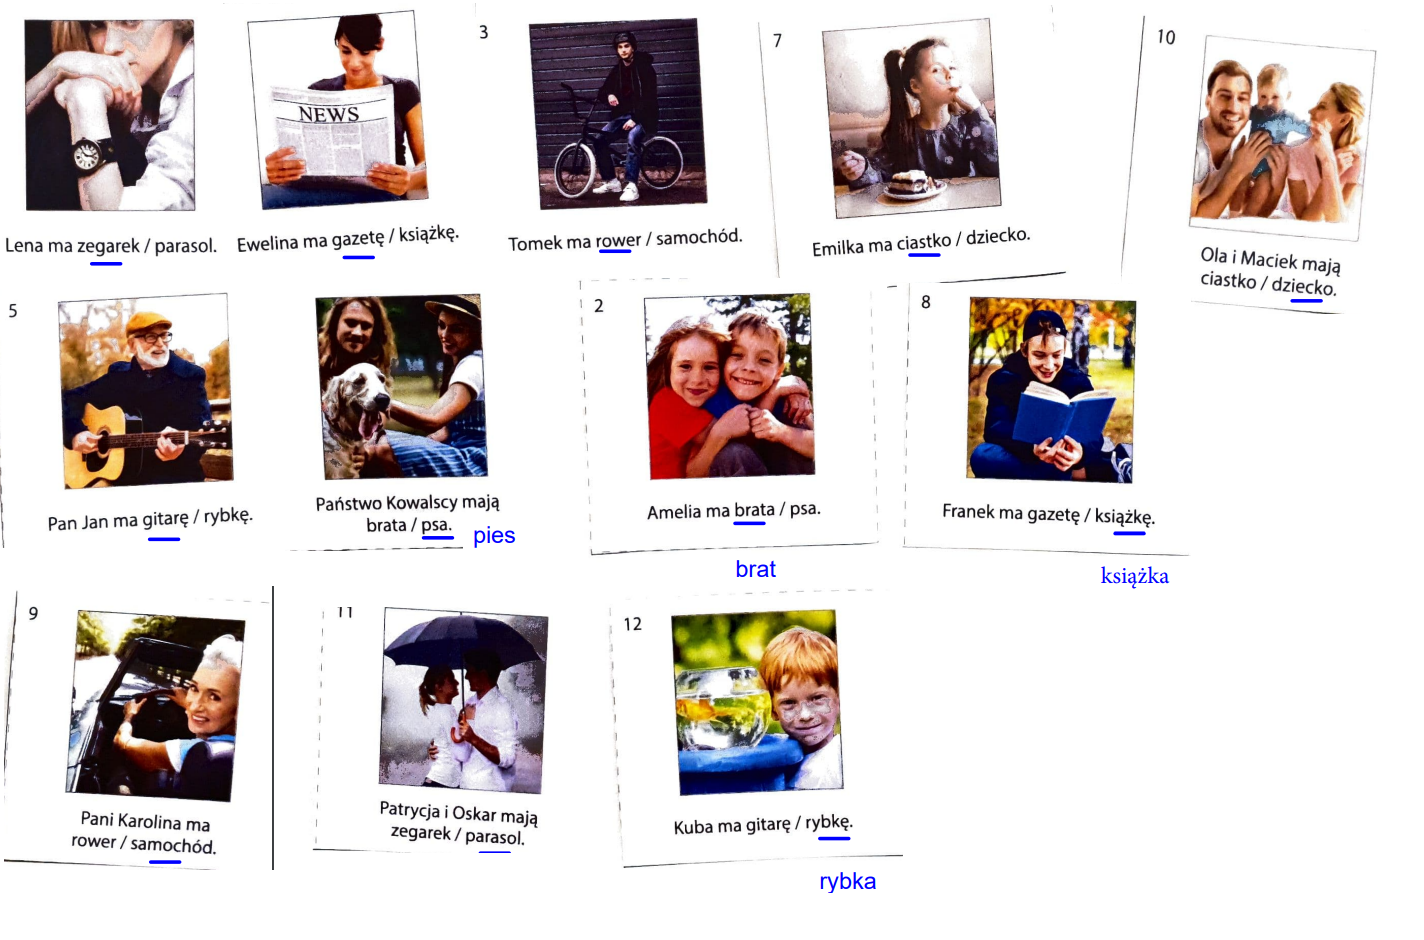 NEWS
Lena ma zegarek / parasol.
Ewelina ma gazetę / książkę.
3
Tomek ma rower / samochód.
7
Emilka ma ciastko / dziecko.
10
Ola i Maciek mają
ciastko / dziecko.
5
Pan Jan ma gitarę / rybkę.
Państwo Kowalscy mają
brata / psa.
pies
2
Amelia ma brata / psa.
brat
8
Franek ma gazetę / książkę.
książka
9
Pani Karolina ma
rower / samochód.
11
Patrycja i Oskar mają
zegarek / parasol.
12
Kuba ma gitarę / rybkę.
rybka